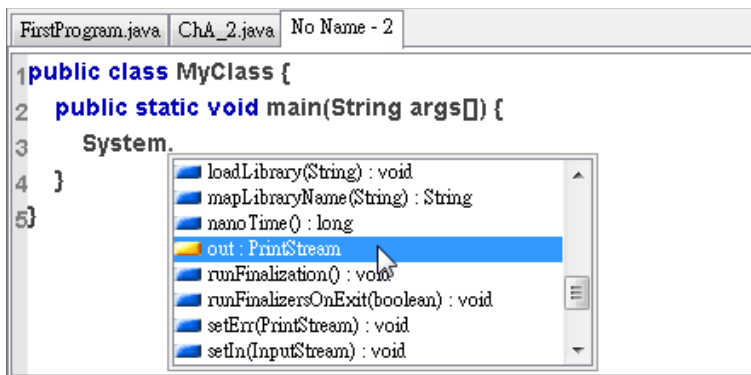 FirstProgram.java ChA_2.java No Name - 2
1 public class MyClass {
2 public static void main(String args[]) {
3 System.
loadLibrary(String) : void
4 }
mapLibraryName(String) : String
nanoTime() : long
5 }
out : PrintStream
runFinalization() : void
runFinalizersOnExit(boolean) : void
setErr(PrintStream) : void
setIn(InputStream) : void